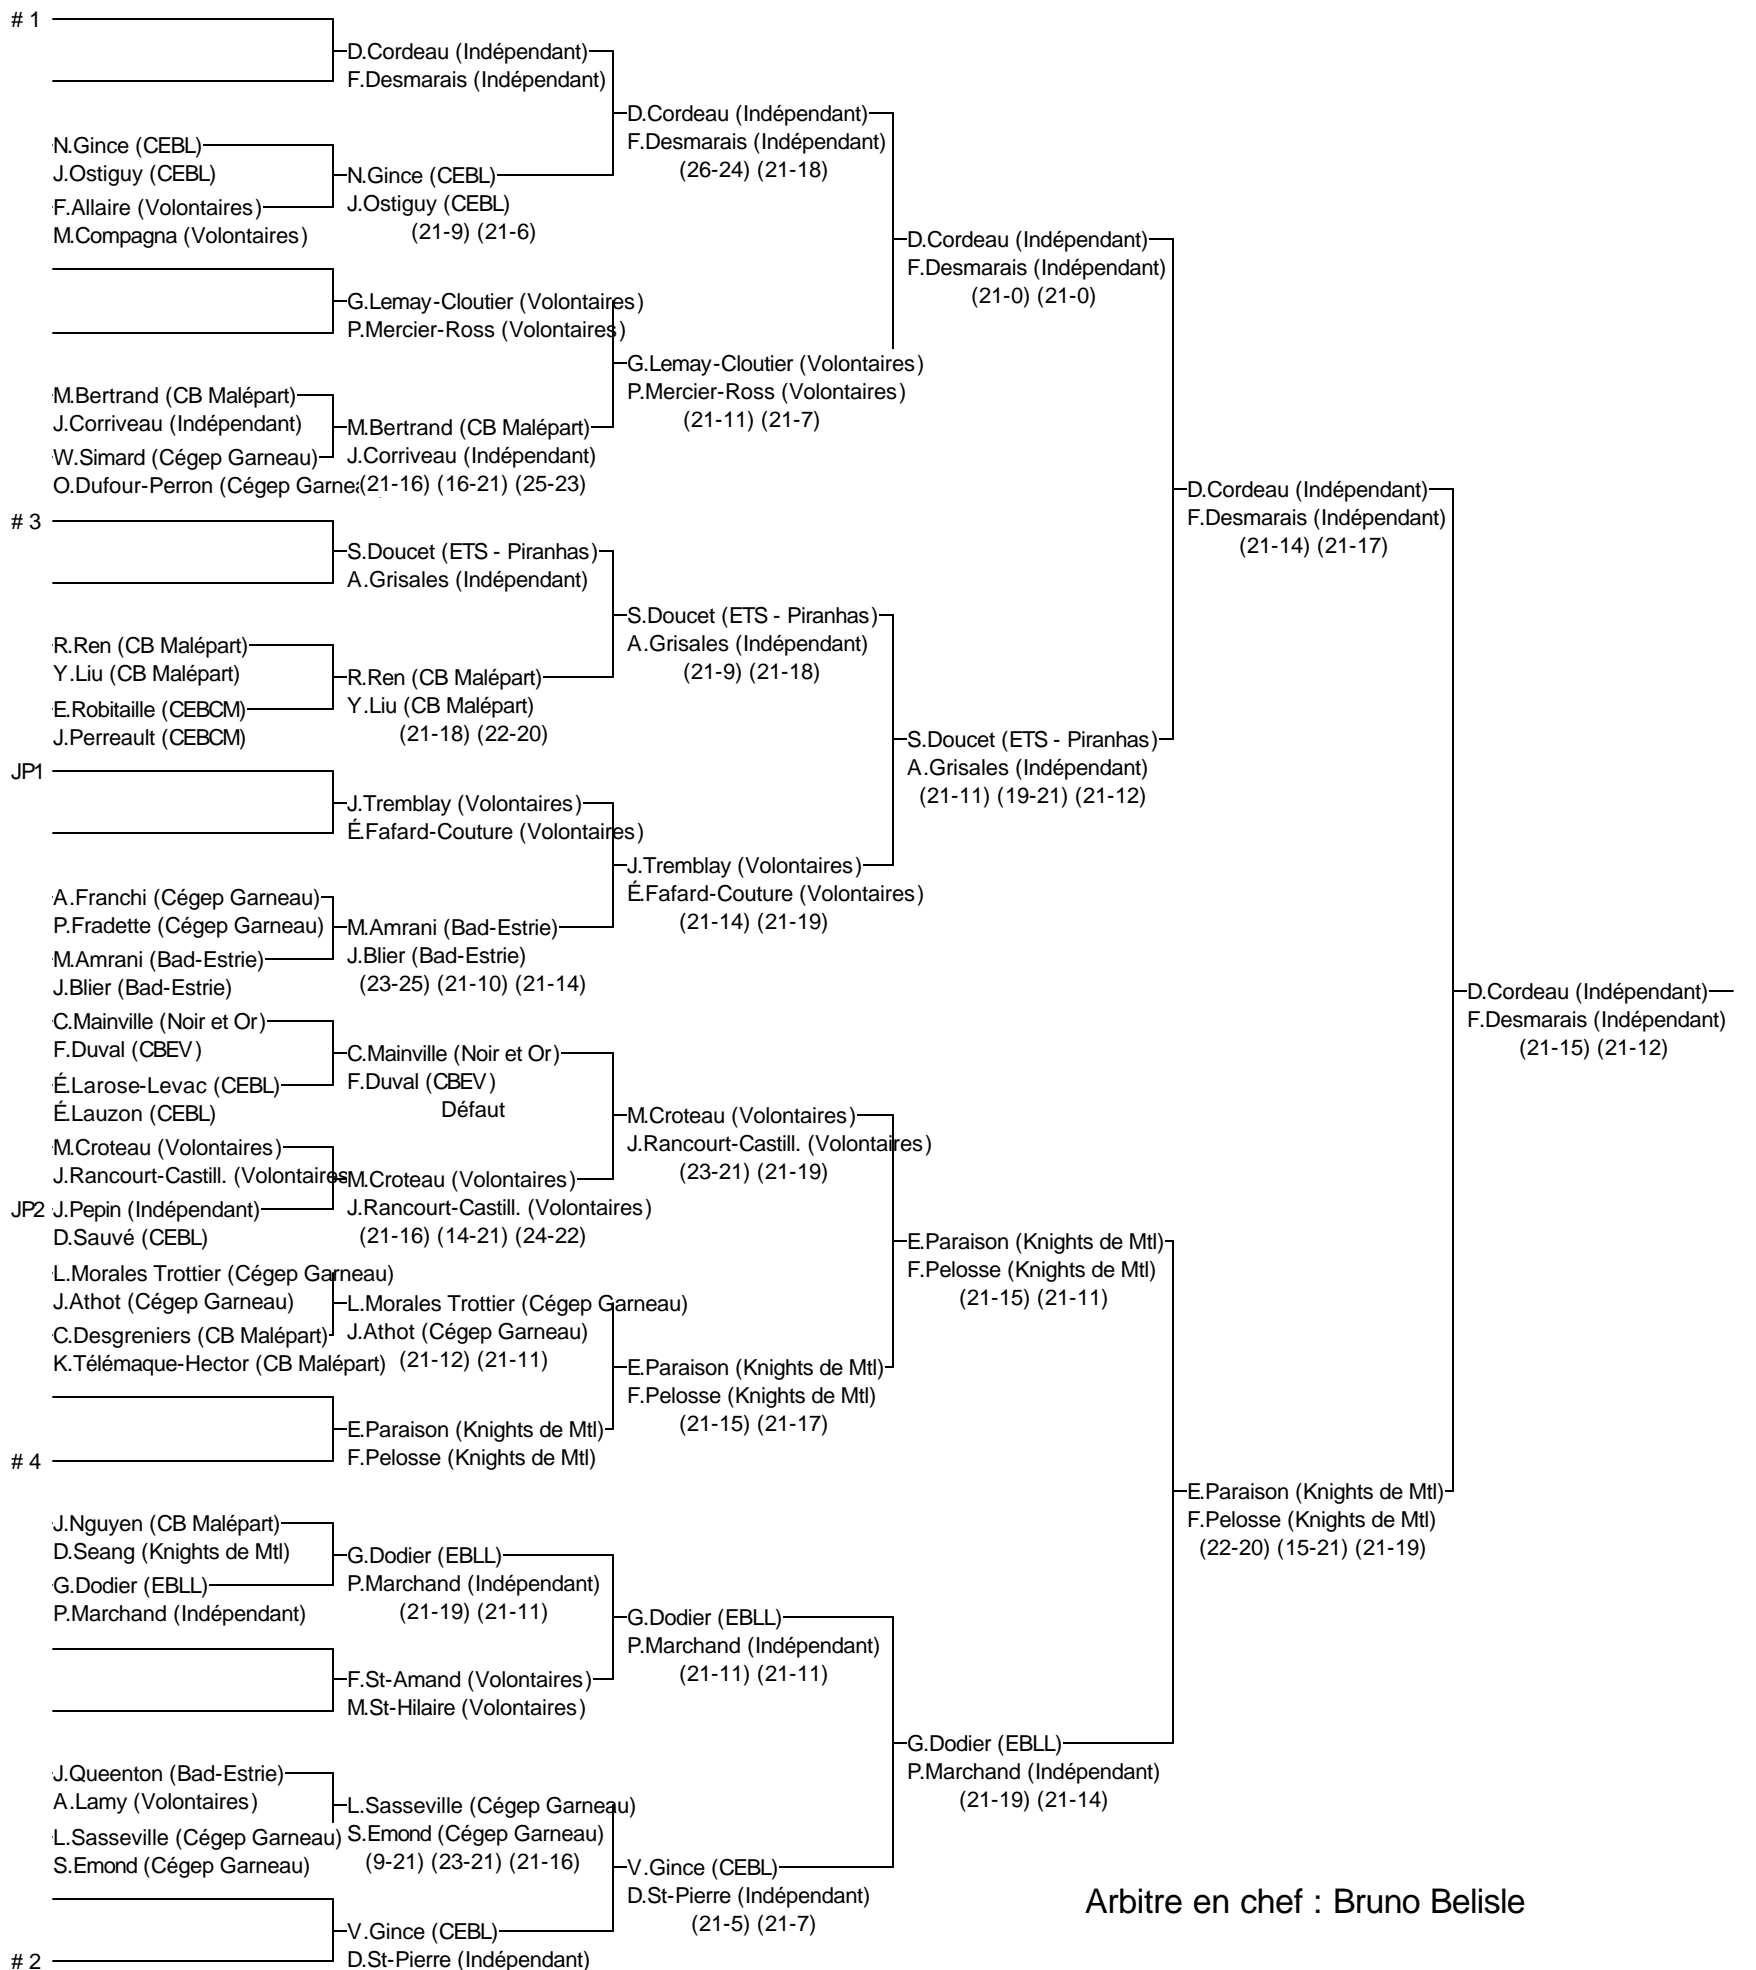 # 1
D.Cordeau (Indépendant)
F.Desmarais (Indépendant)
D.Cordeau (Indépendant)
F.Desmarais (Indépendant)
(26-24) (21-18)
N.Gince (CEBL)
J.Ostiguy (CEBL)
N.Gince (CEBL)
J.Ostiguy (CEBL)
(21-9) (21-6)
F.Allaire (Volontaires)
M.Compagna (Volontaires)
D.Cordeau (Indépendant)
F.Desmarais (Indépendant)
(21-0) (21-0)
G.Lemay-Cloutier (Volontaires)
P.Mercier-Ross (Volontaires)
G.Lemay-Cloutier (Volontaires)
P.Mercier-Ross (Volontaires)
(21-11) (21-7)
M.Bertrand (CB Malépart)
J.Corriveau (Indépendant)
M.Bertrand (CB Malépart)
J.Corriveau (Indépendant)
(21-16) (16-21) (25-23)
W.Simard (Cégep Garneau)
O.Dufour-Perron (Cégep Garne
D.Cordeau (Indépendant)
F.Desmarais (Indépendant)
(21-14) (21-17)
# 3
S.Doucet (ETS - Piranhas)
A.Grisales (Indépendant)
S.Doucet (ETS - Piranhas)
A.Grisales (Indépendant)
(21-9) (21-18)
R.Ren (CB Malépart)
Y.Liu (CB Malépart)
R.Ren (CB Malépart)
Y.Liu (CB Malépart)
(21-18) (22-20)
E.Robitaille (CEBCM)
J.Perreault (CEBCM)
S.Doucet (ETS - Piranhas)
A.Grisales (Indépendant)
(21-11) (19-21) (21-12)
JP1
J.Tremblay (Volontaires)
É.Fafard-Couture (Volontaires)
J.Tremblay (Volontaires)
É.Fafard-Couture (Volontaires)
(21-14) (21-19)
A.Franchi (Cégep Garneau)
P.Fradette (Cégep Garneau)
M.Amrani (Bad-Estrie)
J.Blier (Bad-Estrie)
(23-25) (21-10) (21-14)
M.Amrani (Bad-Estrie)
J.Blier (Bad-Estrie)
D.Cordeau (Indépendant)
F.Desmarais (Indépendant)
(21-15) (21-12)
C.Mainville (Noir et Or)
F.Duval (CBEV)
C.Mainville (Noir et Or)
F.Duval (CBEV)
Défaut
É.Larose-Levac (CEBL)
É.Lauzon (CEBL)
M.Croteau (Volontaires)
J.Rancourt-Castill. (Volontaires)
(23-21) (21-19)
M.Croteau (Volontaires)
J.Rancourt-Castill. (Volontaires
M.Croteau (Volontaires)
J.Rancourt-Castill. (Volontaires)
(21-16) (14-21) (24-22)
JP2 J.Pepin (Indépendant)
D.Sauvé (CEBL)
E.Paraison (Knights de Mtl)
F.Pelosse (Knights de Mtl)
(21-15) (21-11)
L.Morales Trottier (Cégep Garneau)
J.Athot (Cégep Garneau)
L.Morales Trottier (Cégep Garneau)
J.Athot (Cégep Garneau)
(21-12) (21-11)
C.Desgreniers (CB Malépart)
K.Télémaque-Hector (CB Malépart)
E.Paraison (Knights de Mtl)
F.Pelosse (Knights de Mtl)
(21-15) (21-17)
E.Paraison (Knights de Mtl)
F.Pelosse (Knights de Mtl)
# 4
E.Paraison (Knights de Mtl)
F.Pelosse (Knights de Mtl)
(22-20) (15-21) (21-19)
J.Nguyen (CB Malépart)
D.Seang (Knights de Mtl)
G.Dodier (EBLL)
P.Marchand (Indépendant)
(21-19) (21-11)
G.Dodier (EBLL)
P.Marchand (Indépendant)
G.Dodier (EBLL)
P.Marchand (Indépendant)
(21-11) (21-11)
F.St-Amand (Volontaires)
M.St-Hilaire (Volontaires)
G.Dodier (EBLL)
P.Marchand (Indépendant)
(21-19) (21-14)
J.Queenton (Bad-Estrie)
A.Lamy (Volontaires)
L.Sasseville (Cégep Garneau)
S.Emond (Cégep Garneau)
(9-21) (23-21) (21-16)
L.Sasseville (Cégep Garneau)
S.Emond (Cégep Garneau)
V.Gince (CEBL)
D.St-Pierre (Indépendant)
(21-5) (21-7)
V.Gince (CEBL)
D.St-Pierre (Indépendant)
# 2
Arbitre en chef : Bruno Belisle